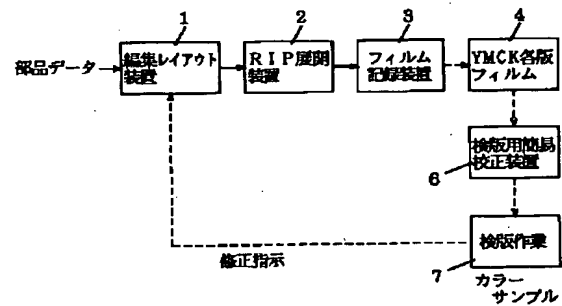 1
2
3
4
部品データ
編集レイアウト
装置
RIP展開
装置
フィルム
記録装置
YMCK各版
フィルム
検版用簡易
校正装置
6
検版作業
7
修正指示
カラー
サンプル